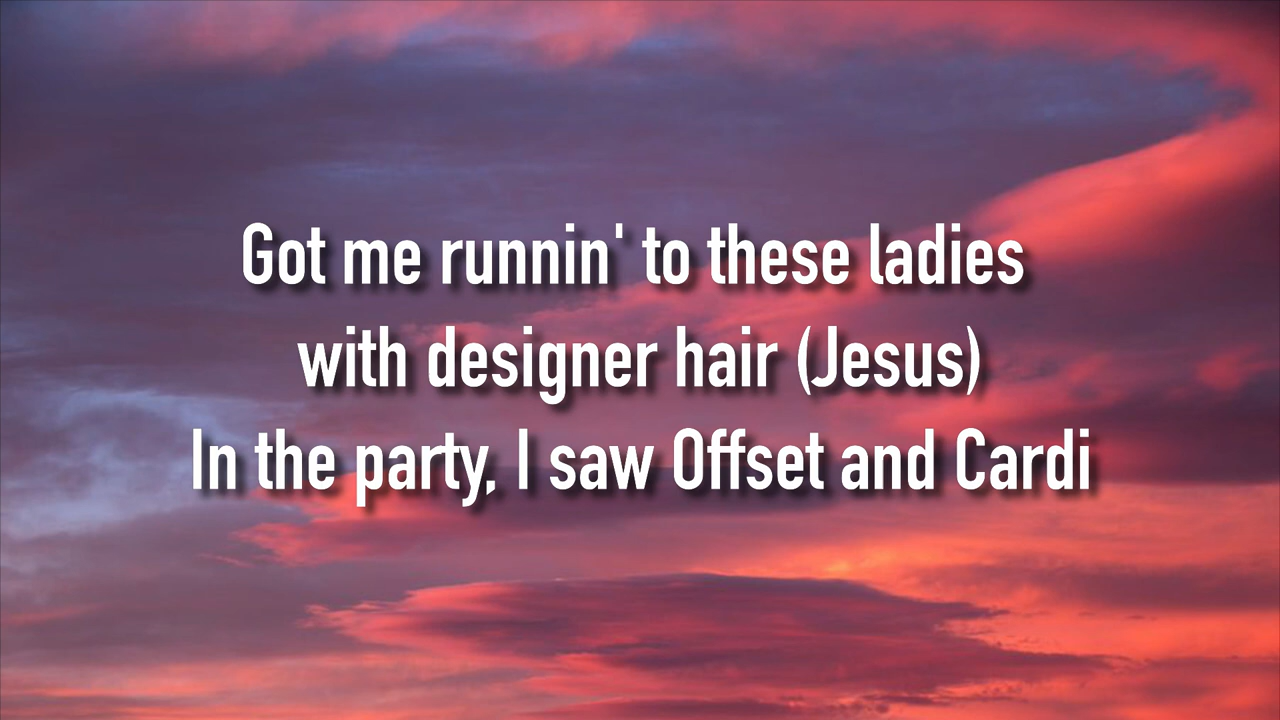 Got me runnin' to these ladies
with designer hair (Jesus)
In the party, I saw Offset and Cardi